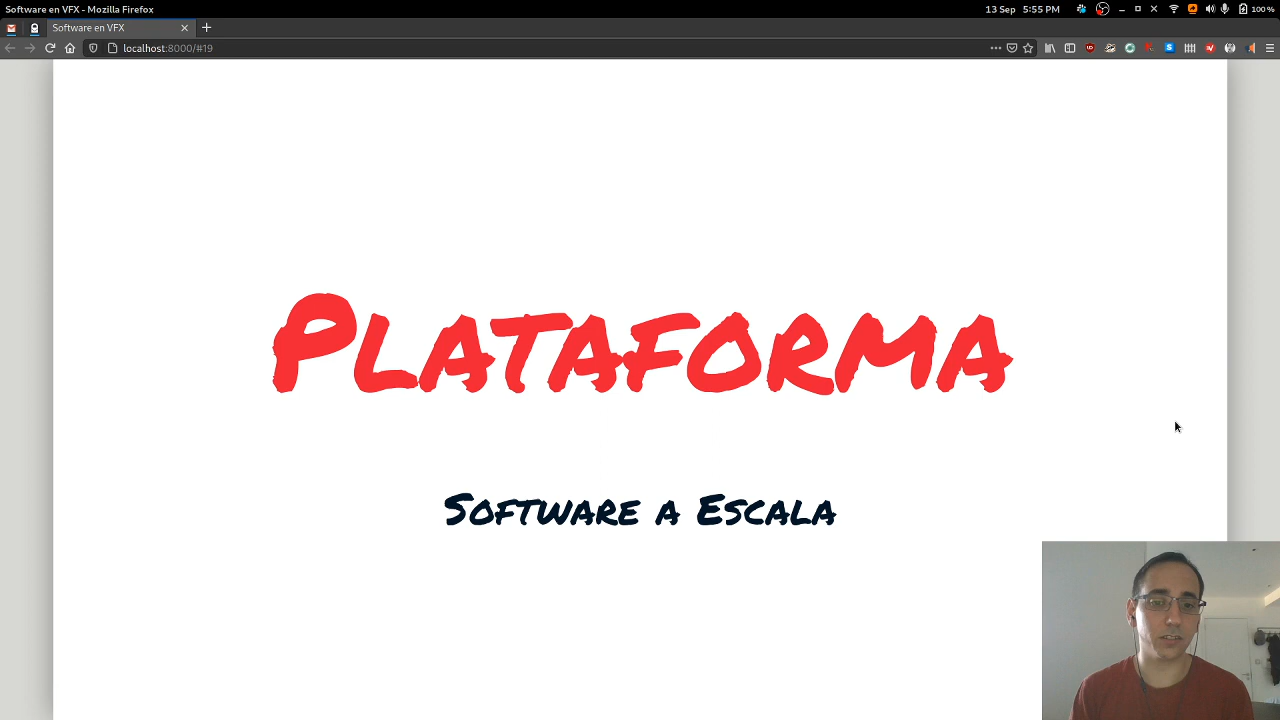 Software en VFX - Mozilla Firefox
13 Sep 5:55 PM
100 %
Software en VFX
localhost:8000/#19
PLATAFORMA
SOFTWARE A ESCALA